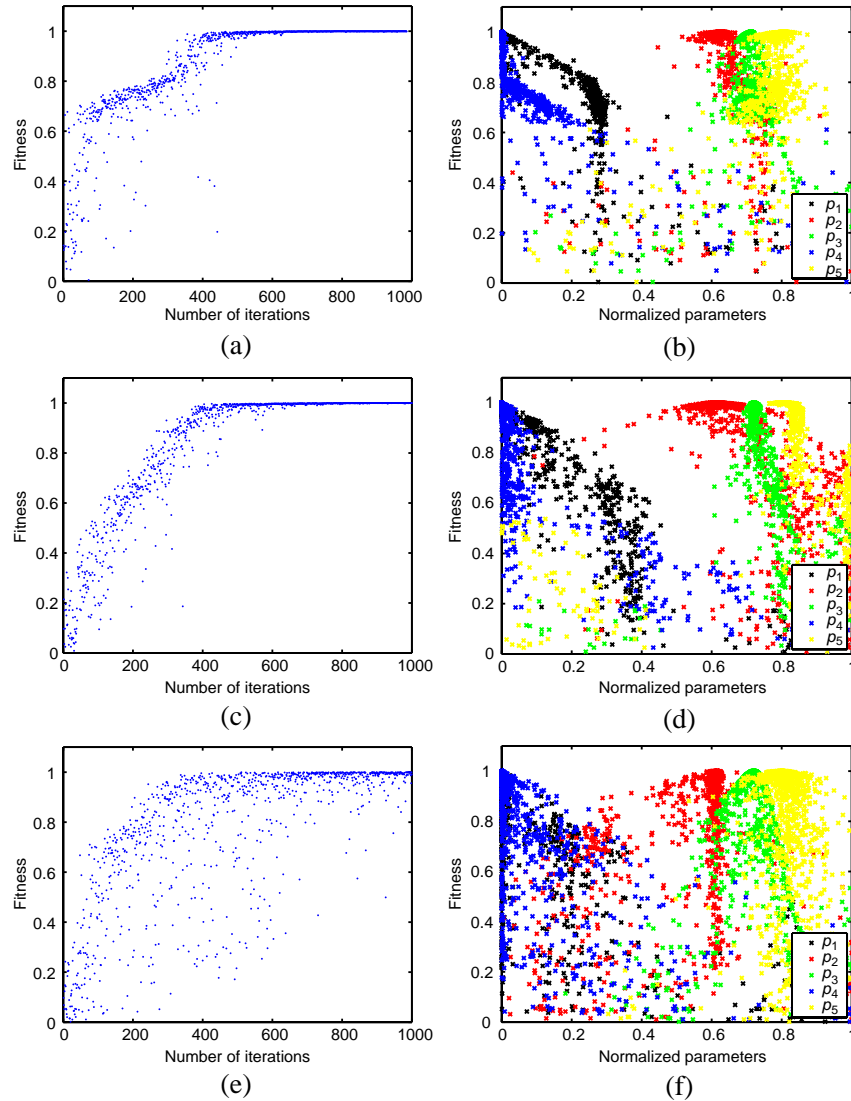 1
0.8
0.6
0.4
0.2
0
0 200 400 600 800 1000
Fitness
Number of iterations
(a)
1
0.8
0.6
0.4
0.2
0
0 0.2 0.4 0.6 0.8
Fitness
Normalized parameters
p1
p2
p3
p4
p5
(b)
1
0.8
0.6
0.4
0.2
0
0 200 400 600 800 1000
Fitness
Number of iterations
(c)
1
0.8
0.6
0.4
0.2
0
0 0.2 0.4 0.6 0.8
Fitness
Normalized parameters
p1
p2
p3
p4
p5
(d)
1
0.8
0.6
0.4
0.2
0
0 200 400 600 800 1000
Fitness
Number of iterations
(e)
1
0.8
0.6
0.4
0.2
0
0 0.2 0.4 0.6 0.8
Fitness
Normalized parameters
p1
p2
p3
p4
p5
(f)